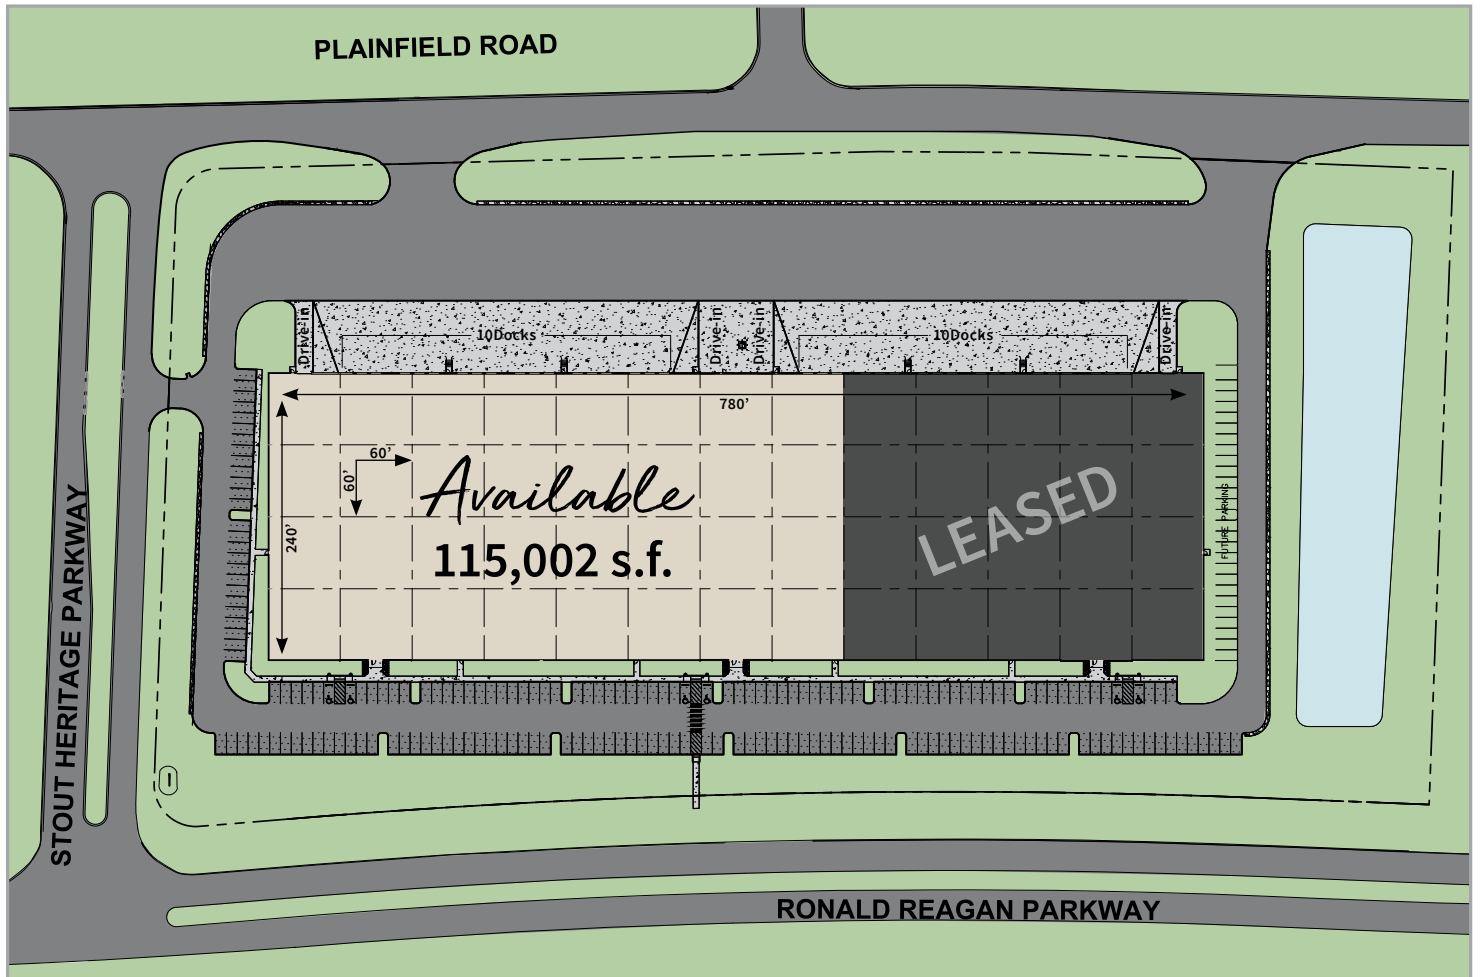 PLAINFIELD ROAD
Drive-in
10Docks
Drive-in
Drive-in
10Docks
Drive-in
780'
60'
60'
240'
Available
115,002 s.f.
LEASED
FUTURE PARKING
STOUT HERITAGE PARKWAY
RONALD REAGAN PARKWAY